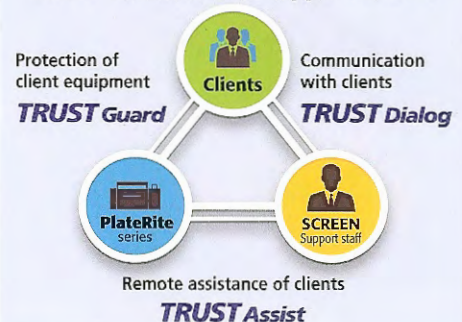 Protection of
client equipment
TRUST Guard
Clients
Communication
with clients
TRUST Dialog
PlateRite
series
SCREEN
Support staff
Remote assistance of clients
TRUST Assist